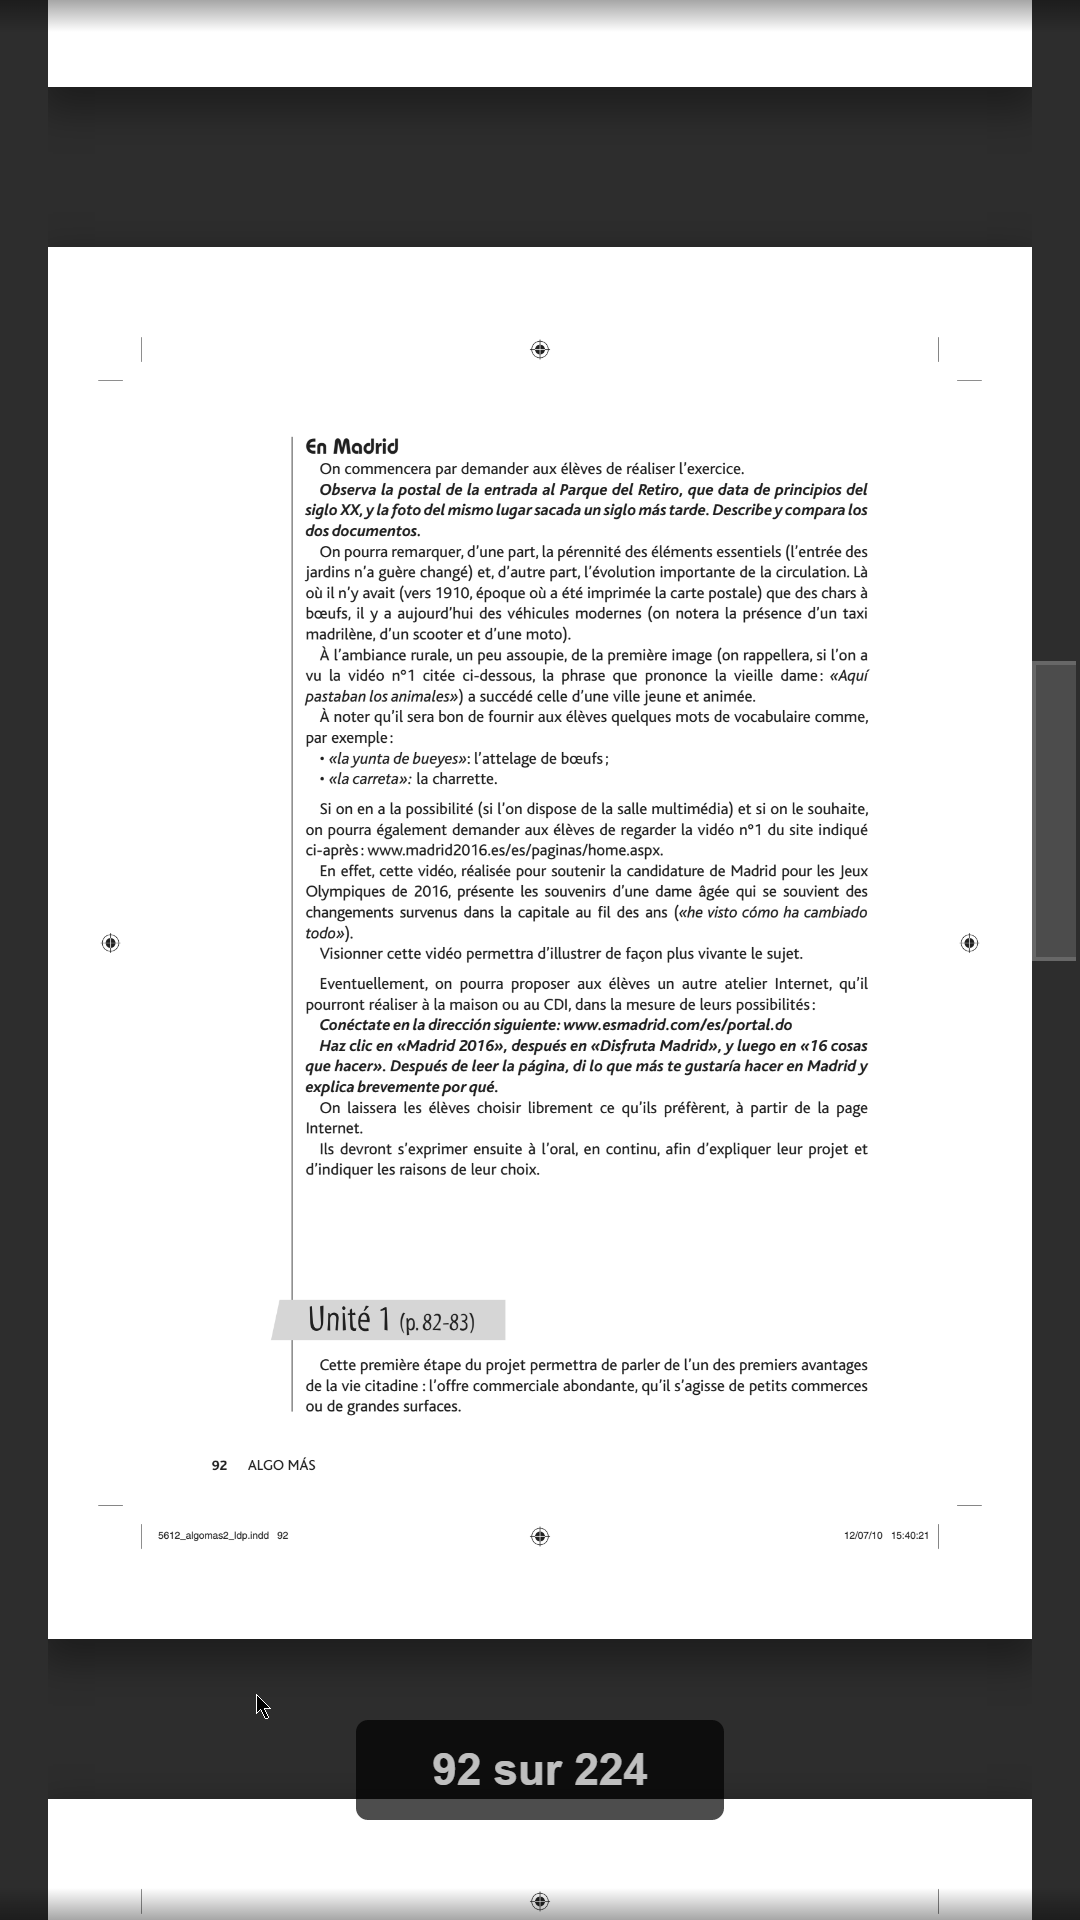 En Madrid
On commencera par demander aux élèves de réaliser l'exercice.
Observa la postal de la entrada al Parque del Retiro, que data de principios del
siglo XX, y la foto del mismo lugar sacada un siglo más tarde. Describe y compara los
dos documentos.
On pourra remarquer, d'une part, la pérennité des éléments essentiels (l'entrée des
jardins n'a guère changé) et, d'autre part, l'évolution importante de la circulation. Là
où il n'y avait (vers 1910, époque où a été imprimée la carte postale) que des chars à
bœufs, il y a aujourd'hui des véhicules modernes (on notera la présence d'un taxi
madrilène, d'un scooter et d'une moto).
À l'ambiance rurale, un peu assoupie, de la première image (on rappellera, si l'on a
vu la vidéo n°1 citée ci-dessous, la phrase que prononce la vieille dame : «Aquí
pastaban los animales») a succédé celle d'une ville jeune et animée.
À noter qu'il sera bon de fournir aux élèves quelques mots de vocabulaire comme,
par exemple :
• «la yunta de bueyes»: l'attelage de bœufs ;
• «la carreta»: la charrette.
Si on en a la possibilité (si l'on dispose de la salle multimédia) et si on le souhaite,
on pourra également demander aux élèves de regarder la vidéo n°1 du site indiqué
ci-après : www.madrid2016.es/es/paginas/home.aspx.
En effet, cette vidéo, réalisée pour soutenir la candidature de Madrid pour les Jeux
Olympiques de 2016, présente les souvenirs d'une dame âgée qui se souvient des
changements survenus dans la capitale au fil des ans («he visto cómo ha cambiado
todo»).
Visionner cette vidéo permettra d'illustrer de façon plus vivante le sujet.
Eventuellement, on pourra proposer aux élèves un autre atelier Internet, qu'il
pourront réaliser à la maison ou au CDI, dans la mesure de leurs possibilités :
Conéctate en la dirección siguiente: www.esmadrid.com/es/portal.do
Haz clic en «Madrid 2016», después en «Disfruta Madrid», y luego en «16 cosas
que hacer». Después de leer la página, di lo que más te gustaría hacer en Madrid y
explica brevemente por qué.
On laissera les élèves choisir librement ce qu'ils préfèrent, à partir de la page
Internet.
Ils devront s'exprimer ensuite à l'oral, en continu, afin d'expliquer leur projet et
d'indiquer les raisons de leur choix.
Unité 1 (p. 82-83)
Cette première étape du projet permettra de parler de l'un des premiers avantages
de la vie citadine : l'offre commerciale abondante, qu'il s'agisse de petits commerces
ou de grandes surfaces.
92 ALGO MÁS
5612_algomas2_ldp.indd 92 12/07/10 15:40:21
92 sur 224